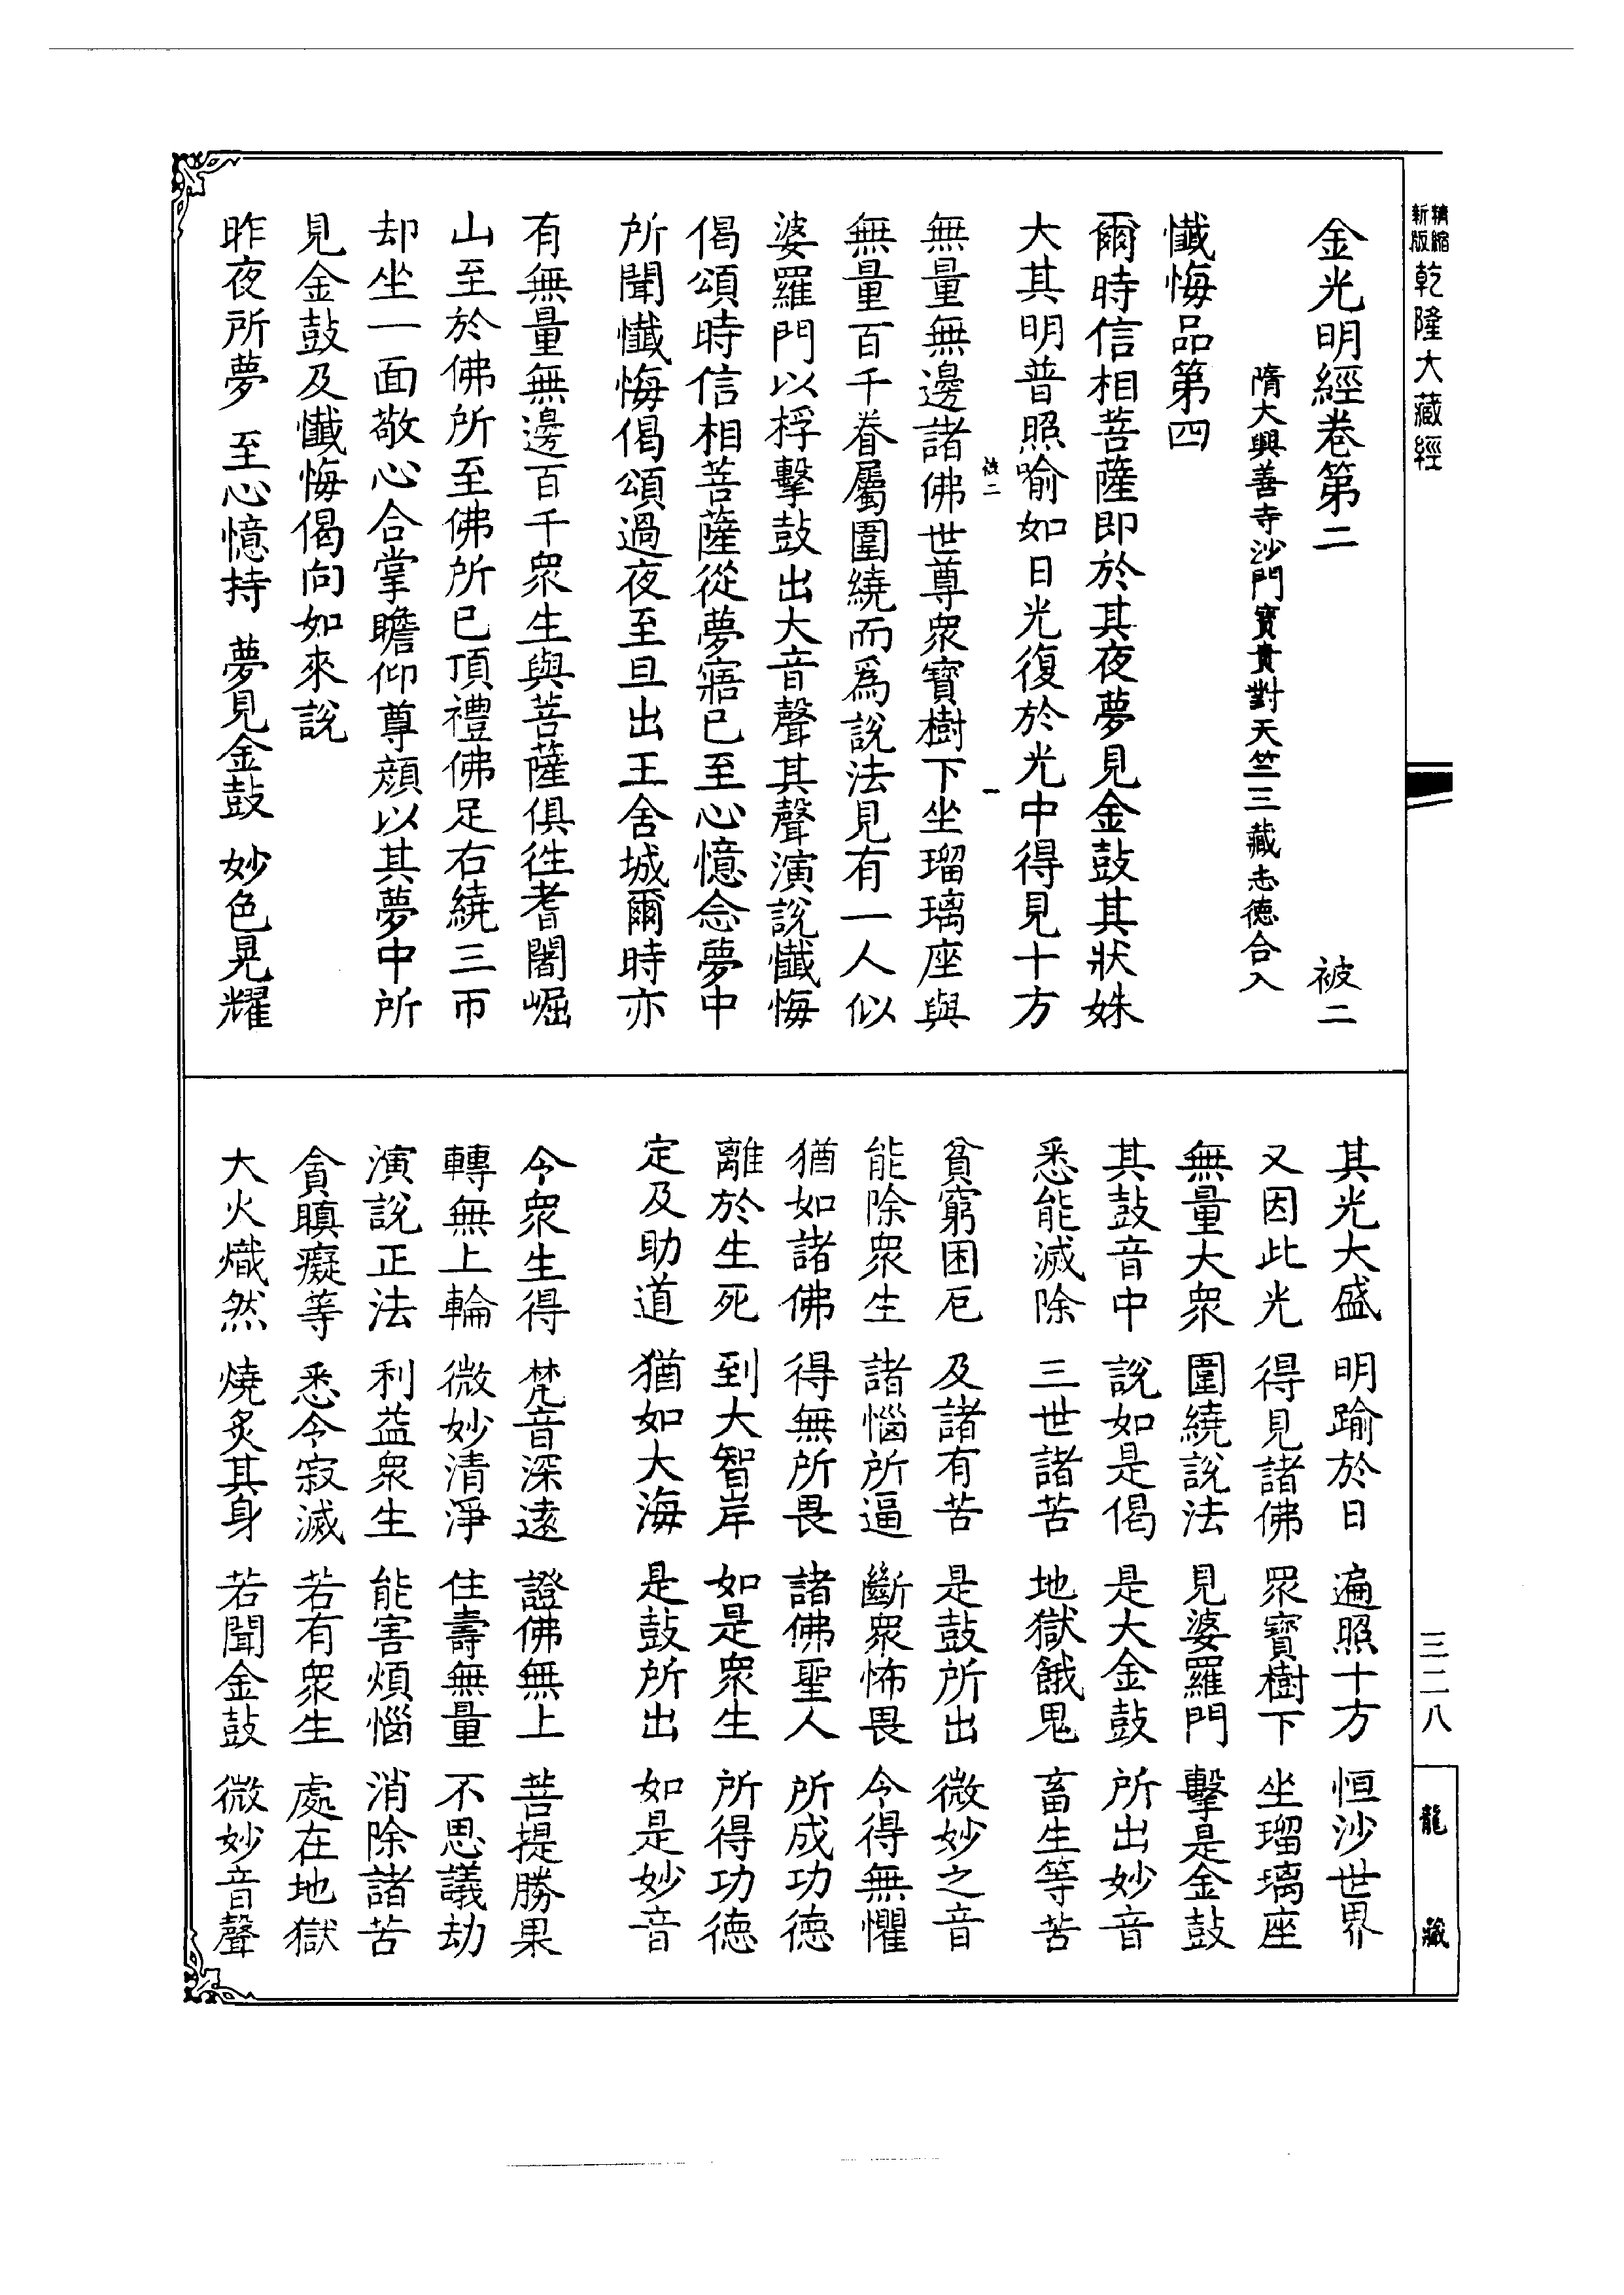 精縮新版乾隆大藏經
金光明經卷第二 被二
隋大興善寺沙門寶貴對天竺三藏志德合入
懺悔品第四
爾時信相菩薩即於其夜夢見金鼓其狀姝
大其明普照喻如日光復於光中得見十方
被二 一
無量無邊諸佛世尊眾寶樹下坐瑠璃座與
無量百千眷屬圍繞而為說法見有一人似
婆羅門以桴擊鼓出大音聲其聲演說懺悔
偈頌時信相菩薩從夢寤已至心憶念夢中
所聞懺悔偈頌過夜至旦出王舍城爾時亦
有無量無邊百千眾生與菩薩俱往耆闍崛
山至於佛所至佛所已頂禮佛足右繞三帀
却坐一面敬心合掌瞻仰尊顏以其夢中所
見金鼓及懺悔偈向如來說
昨夜所夢 至心憶持 夢見金鼓 妙色晃耀
其光大盛 明踰於日 遍照十方 恒沙世界
又因此光 得見諸佛 眾寶樹下 坐瑠璃座
無量大眾 圍繞說法 見婆羅門 擊是金鼓
其鼓音中 說如是偈 是大金鼓 所出妙音
悉能滅除 三世諸苦 地獄餓鬼 畜生等苦
貧窮困厄 及諸有苦 是鼓所出 微妙之音
能除眾生 諸惱所逼 斷眾怖畏 令得無懼
猶如諸佛 得無所畏 諸佛聖人 所成功德
離於生死 到大智岸 如是眾生 所得功德
定及助道 猶如大海 是鼓所出 如是妙音
令眾生得 梵音深遠 證佛無上 菩提勝果
轉無上輪 微妙清淨 住壽無量 不思議劫
演說正法 利益眾生 能害煩惱 消除諸苦
貪瞋癡等 悉令寂滅 若有眾生 處在地獄
大火熾然 燒炙其身 若聞金鼓 微妙音聲
三二八
龍藏